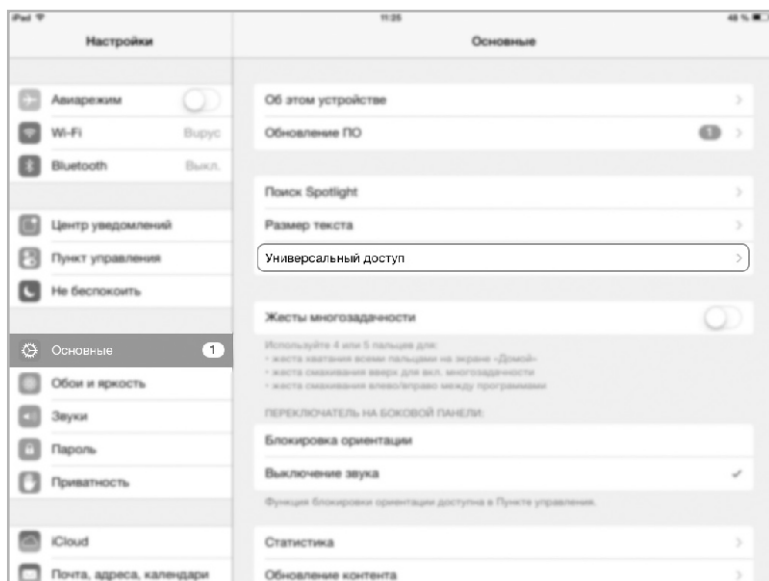 iPad
11:25
48 %
Настройки
Основные
Авиарежим
Wi-Fi
Вирус
Bluetooth
Выкл.
Центр уведомлений
Пункт управления
Не беспокоить
Основные
1
Обои и яркость
Звуки
Пароль
Приватность
iCloud
Почта, адреса, календари
Об этом устройстве
Обновление ПО
1
Поиск Spotlight
Размер текста
Универсальный доступ
Жесты многозадачности
Используйте 4 или 5 пальцев для:
• жеста хватания всеми пальцами на экране «Домой»
• жеста смахивания вверх для вкл. многозадачности
• жеста смахивания влево/вправо между программами
ПЕРЕКЛЮЧАТЕЛЬ НА БОКОВОЙ ПАНЕЛИ:
Блокировка ориентации
Выключение звука
Функция блокировки ориентации доступна в Пункте управления.
Статистика
Обновление контента